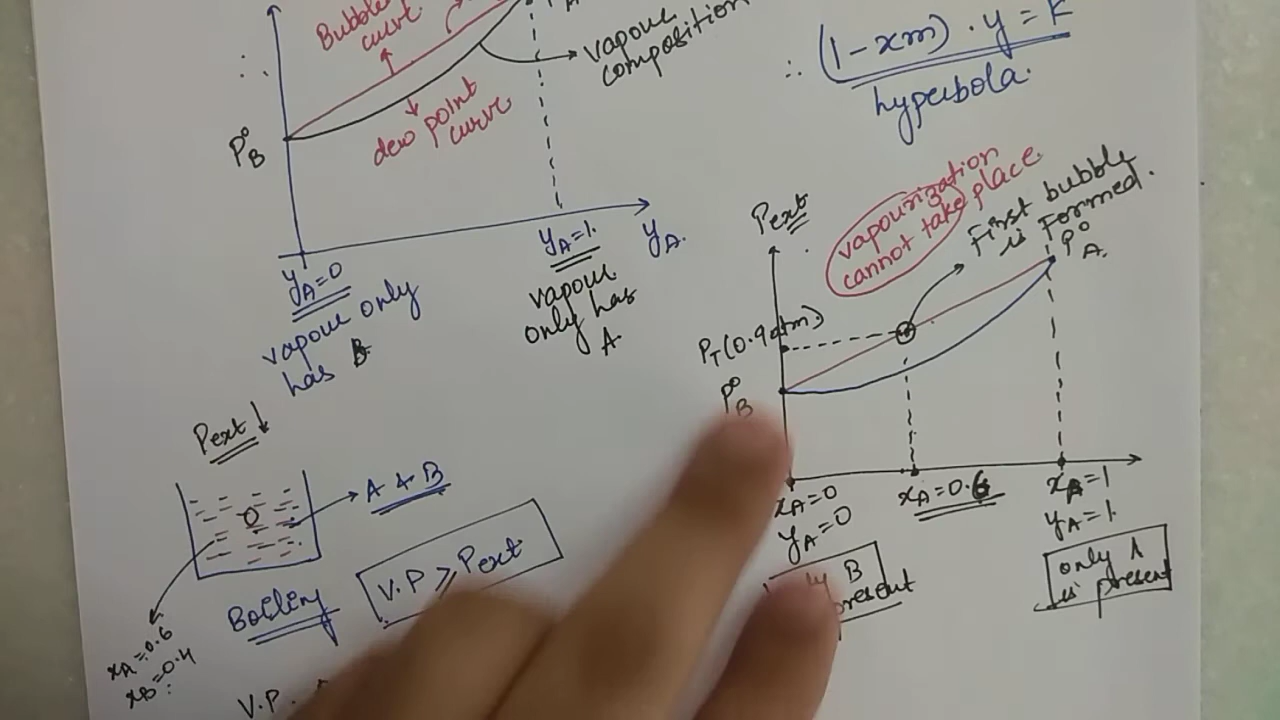 Bubble
curve
A
vapour
composition
dew point
curve
P°B
yA=0
vapour only
has B
yA=1.
vapour
only has
A
yA.
∴ (1-xm).y = K
hyperbola.
Pext
vapourization
cannot take place
First bubble
is formed.
P°A.
PT(0.9atm.)
P°B
xA=0
yA=0
B
present
xA=0.6
xA=1
yA=1.
only A
is present
Pext ↓
A & B
xA=0.6
xB=0.4
Boiling
V.P ⩾ Pext
V.P.